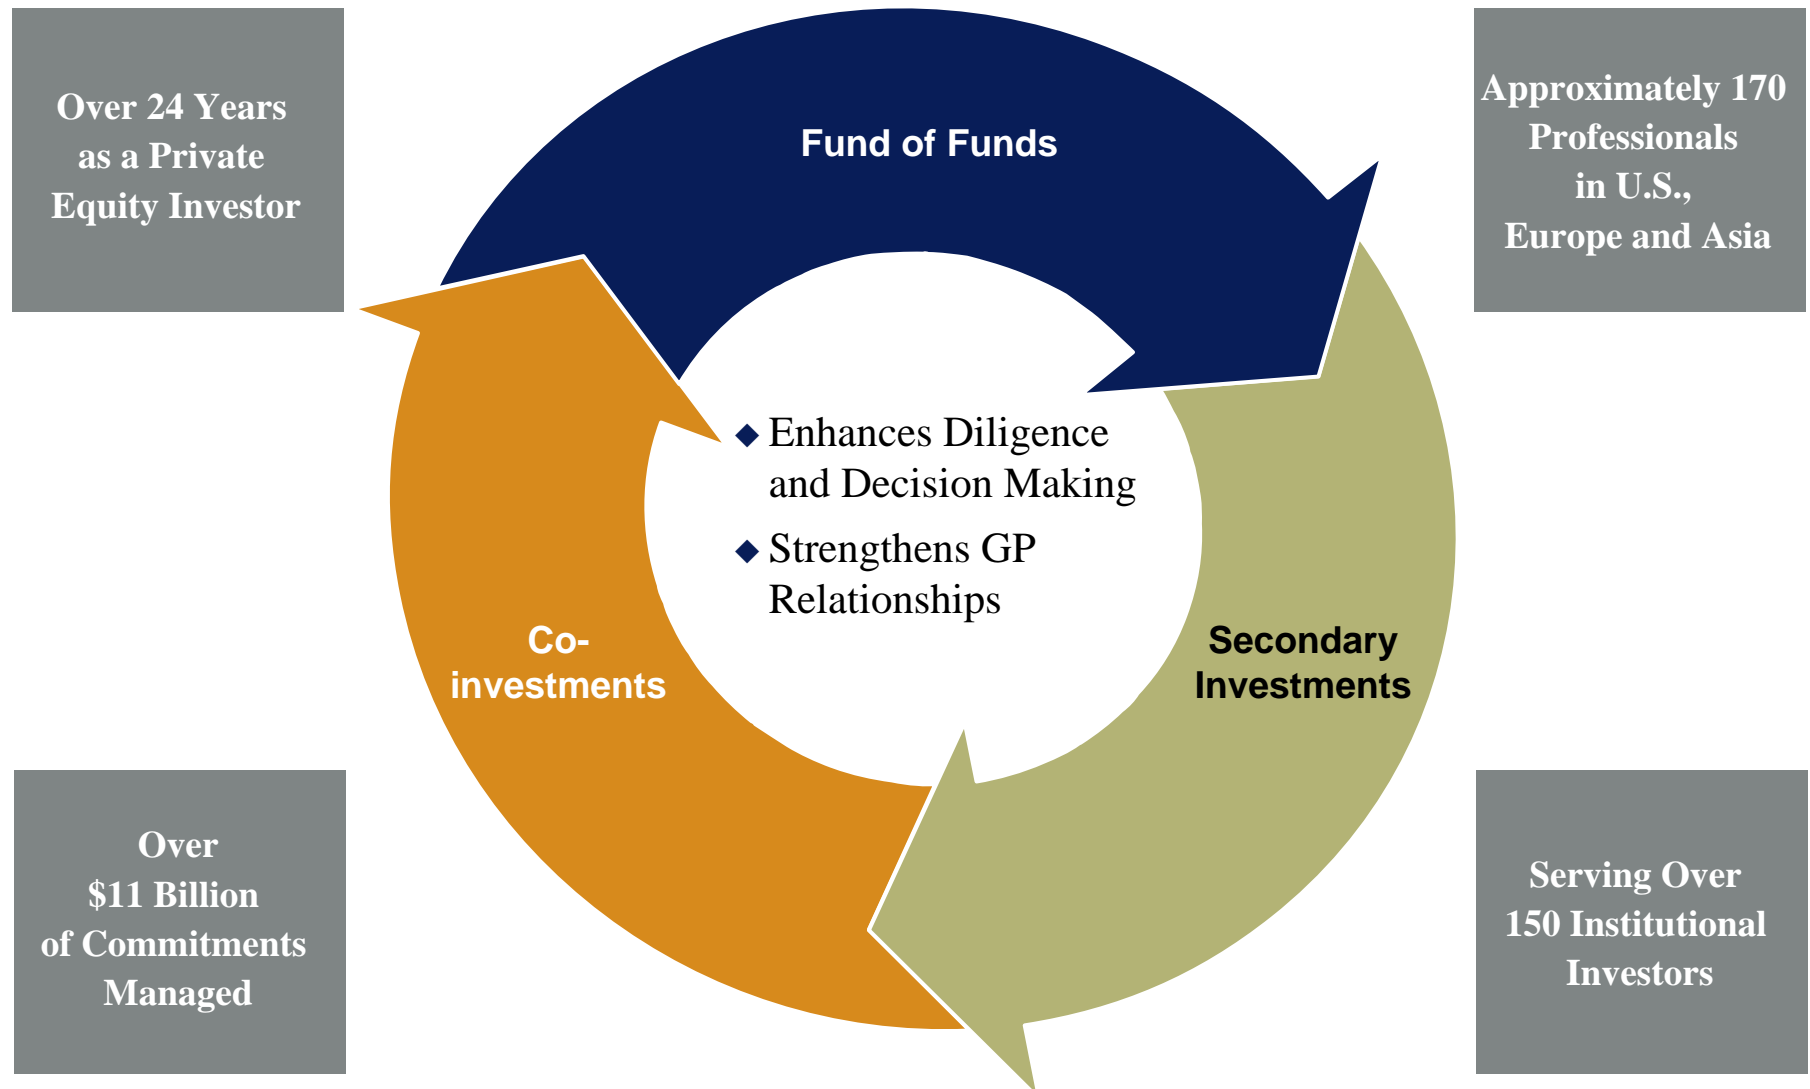 Over 24 Years
as a Private
Equity Investor
Fund of Funds
Approximately 170
Professionals
in U.S.,
Europe and Asia
◆ Enhances Diligence
and Decision Making
◆ Strengthens GP
Relationships
Co-
investments
Secondary
Investments
Over
$11 Billion
of Commitments
Managed
Serving Over
150 Institutional
Investors